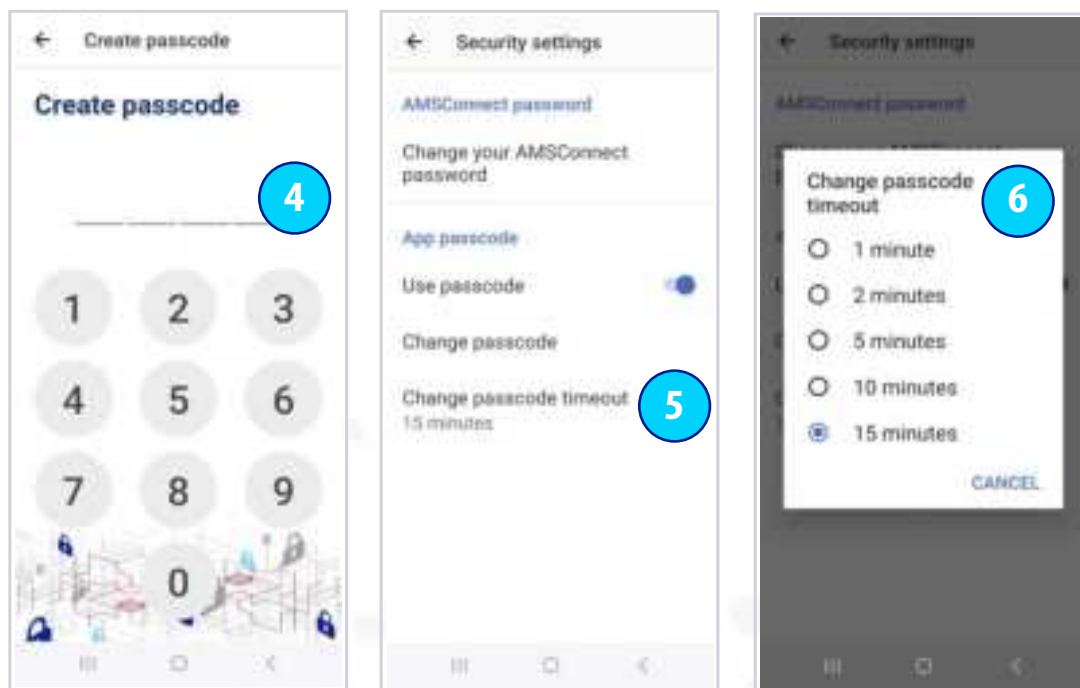 Create passcode
Create passcode
4
1 2 3
4 5 6
7 8 9
0
Security settings
AMSConnect password
Change your AMSConnect
password
App passcode
Use passcode
Change passcode
Change passcode timeout
15 minutes
5
Security settings
AMSConnect password
Change passcode
timeout
6
1 minute
2 minutes
5 minutes
10 minutes
15 minutes
CANCEL